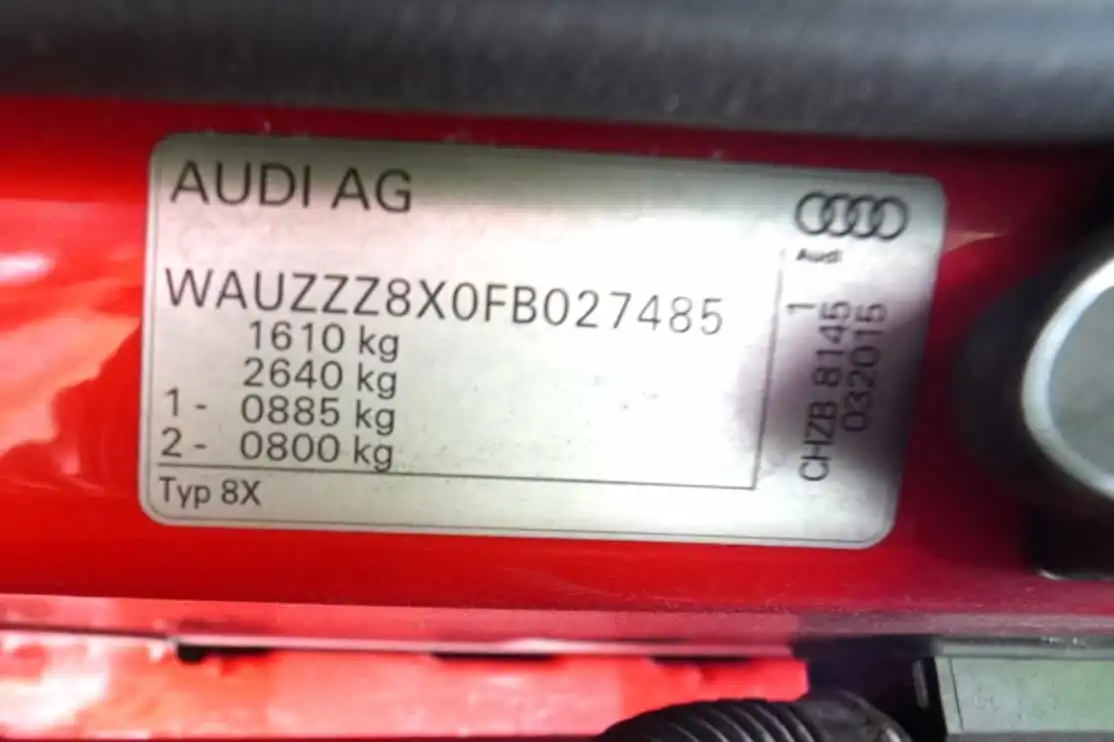 AUDI AG
Audi
WAUZZZ8X0FB027485
1610 kg
2640 kg
1 - 0885 kg
2 - 0800 kg
Typ 8X
1
CHZB 8145
032015